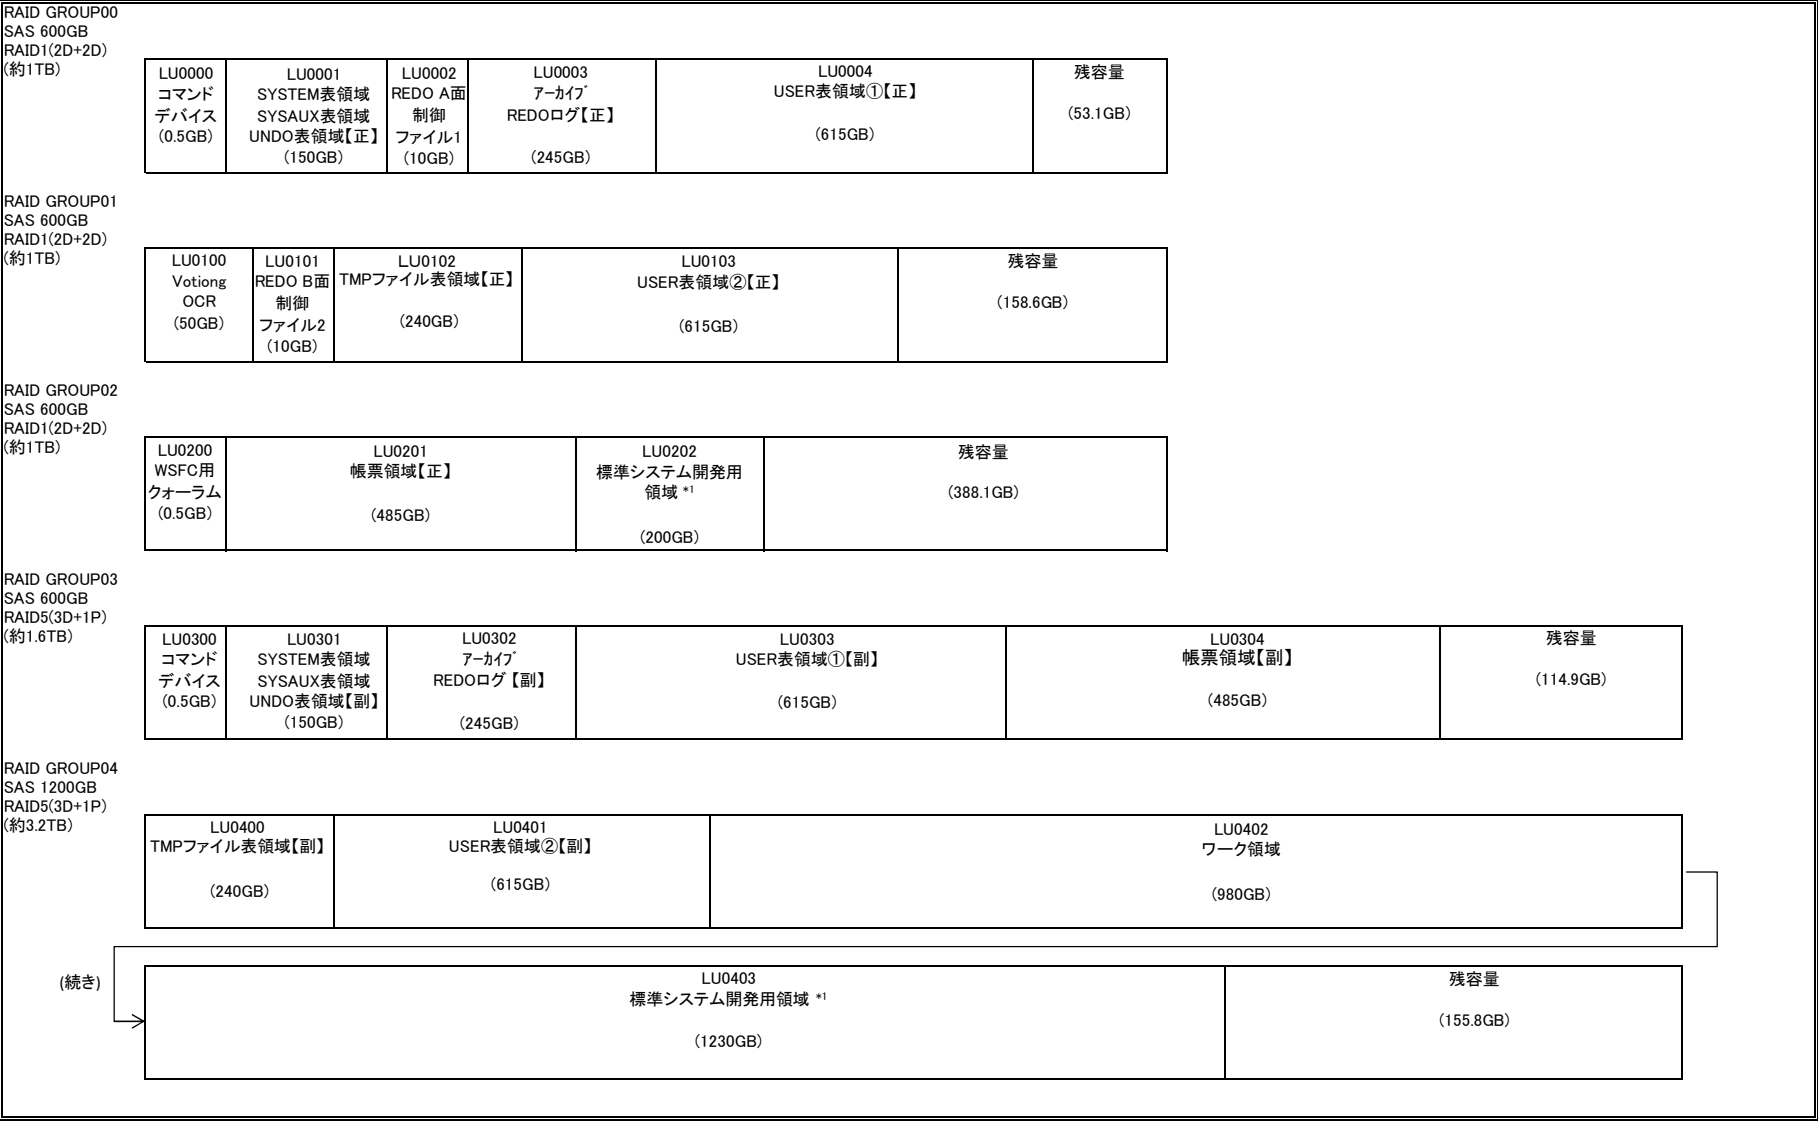 RAID GROUP00
SAS 600GB
RAID1(2D+2D)
(約1TB)
LU0000
コマンド
デバイス
(0.5GB)
LU0001
SYSTEM表領域
SYSAUX表領域
UNDO表領域【正】
(150GB)
LU0002
REDO A面
制御
ファイル1
(10GB)
LU0003
アーカイブ
REDOログ【正】
(245GB)
LU0004
USER表領域①【正】
(615GB)
残容量
(53.1GB)
RAID GROUP01
SAS 600GB
RAID1(2D+2D)
(約1TB)
LU0100
Votiong
OCR
(50GB)
LU0101
REDO B面
制御
ファイル2
(10GB)
LU0102
TMPファイル表領域【正】
(240GB)
LU0103
USER表領域②【正】
(615GB)
残容量
(158.6GB)
RAID GROUP02
SAS 600GB
RAID1(2D+2D)
(約1TB)
LU0200
WSFC用
クォーラム
(0.5GB)
LU0201
帳票領域【正】
(485GB)
LU0202
標準システム開発用
領域 *1
(200GB)
残容量
(388.1GB)
RAID GROUP03
SAS 600GB
RAID5(3D+1P)
(約1.6TB)
LU0300
コマンド
デバイス
(0.5GB)
LU0301
SYSTEM表領域
SYSAUX表領域
UNDO表領域【副】
(150GB)
LU0302
アーカイブ
REDOログ【副】
(245GB)
LU0303
USER表領域①【副】
(615GB)
LU0304
帳票領域【副】
(485GB)
残容量
(114.9GB)
RAID GROUP04
SAS 1200GB
RAID5(3D+1P)
(約3.2TB)
LU0400
TMPファイル表領域【副】
(240GB)
LU0401
USER表領域②【副】
(615GB)
LU0402
ワーク領域
(980GB)
(続き)
LU0403
標準システム開発用領域 *1
(1230GB)
残容量
(155.8GB)